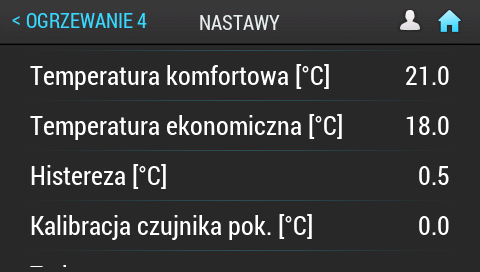 < OGRZEWANIE 4 NASTAWY
Temperatura komfortowa [°C] 21.0
Temperatura ekonomiczna [°C] 18.0
Histereza [°C] 0.5
Kalibracja czujnika pok. [°C] 0.0